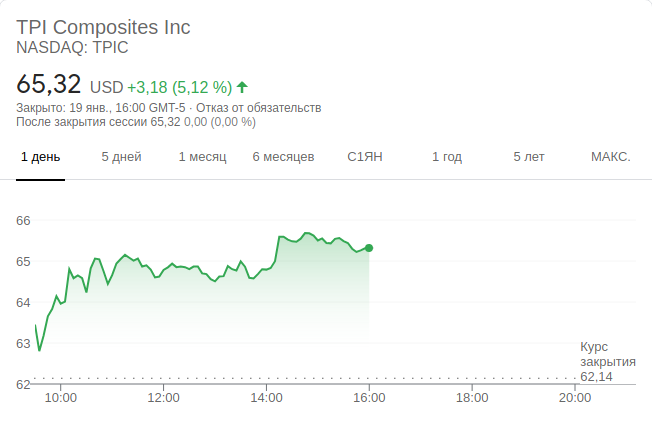 TPI Composites Inc
NASDAQ: TPIC
65,32 USD +3,18 (5,12 %)
Закрыто: 19 янв., 16:00 GMT-5 · Отказ от обязательств
После закрытия сессии 65,32 0,00 (0,00 %)
1 день 5 дней 1 месяц 6 месяцев С1ЯН 1 год 5 лет МАКС.
66
65
64
63
62
Курс
закрытия
62,14
10:00 12:00 14:00 16:00 18:00 20:00